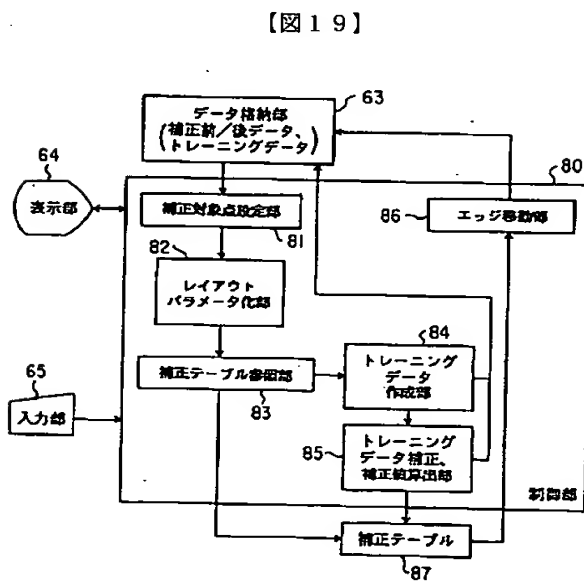 【図１９】
63
データ格納部
(補正前／後データ、
トレーニングデータ)
64
表示部
80
補正対象点設定部
81
86
エッジ移動部
82
レイアウト
パラメータ化部
84
トレーニング
データ
作成部
補正テーブル参照部
83
65
入力部
85
トレーニング
データ補正、
補正値算出部
制御部
補正テーブル
87